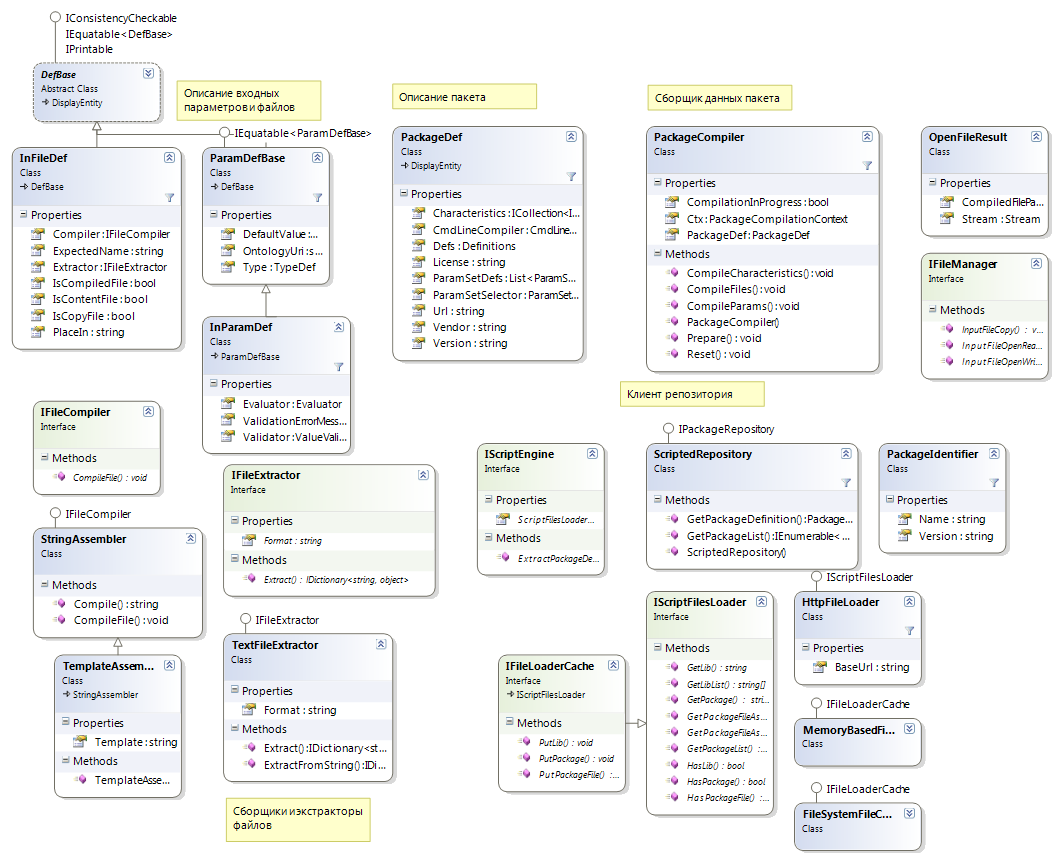 IConsistencyCheckable
IEquatable<DefBase>
IPrintable
DefBase
Abstract Class
DisplayEntity
Описание входных
параметров и файлов
IEquatable<ParamDefBase>
InFileDef
Class
DefBase
Properties
Compiler : IFileCompiler
ExpectedName : string
Extractor : IFileExtractor
IsCompiledFile : bool
IsContentFile : bool
IsCopyFile : bool
PlaceIn : string
ParamDefBase
Class
DefBase
Properties
DefaultValue : ...
OntologyUri : s...
Type : TypeDef
InParamDef
Class
ParamDefBase
Properties
Evaluator : Evaluator
ValidationErrorMess...
Validator : ValueVali...
Описание пакета
PackageDef
Class
DisplayEntity
Properties
Characteristics : ICollection<I...
CmdLineCompiler : CmdLine...
Defs : Definitions
License : string
ParamSetDefs : List<ParamS...
ParamSetSelector : ParamSet...
Url : string
Vendor : string
Version : string
Сборщик данных пакета
PackageCompiler
Class
Properties
CompilationInProgress : bool
Ctx : PackageCompilationContext
PackageDef : PackageDef
Methods
CompileCharacteristics() : void
CompileFiles() : void
CompileParams() : void
PackageCompiler()
Prepare() : void
Reset() : void
OpenFileResult
Class
Properties
CompiledFilePa...
Stream : Stream
IFileManager
Interface
Methods
InputFileCopy() : v...
InputFileOpenRea...
InputFileOpenWri...
Клиент репозитория
IFileCompiler
Interface
Methods
CompileFile() : void
IFileCompiler
StringAssembler
Class
Methods
Compile() : string
CompileFile() : void
TemplateAssem...
Class
StringAssembler
Properties
Template : string
Methods
TemplateAsse...
IFileExtractor
Interface
Properties
Format : string
Methods
Extract() : IDictionary<string, object>
IFileExtractor
TextFileExtractor
Class
Properties
Format : string
Methods
Extract() : IDictionary<st...
ExtractFromString() : IDi...
Сборщики и экстракторы
файлов
IScriptEngine
Interface
Properties
ScriptFilesLoader...
Methods
ExtractPackageDe...
IPackageRepository
ScriptedRepository
Class
Methods
GetPackageDefinition() : Package...
GetPackageList() : IEnumerable<...
ScriptedRepository()
PackageIdentifier
Class
Properties
Name : string
Version : string
IFileLoaderCache
Interface
IScriptFilesLoader
Methods
PutLib() : void
PutPackage() : void
PutPackageFile() : ...
IScriptFilesLoader
Interface
Methods
GetLib() : string
GetLibList() : string[]
GetPackage() : stri...
GetPackageFileAs...
GetPackageFileAs...
GetPackageList() : ...
HasLib() : bool
HasPackage() : bool
HasPackageFile() : ...
IScriptFilesLoader
HttpFileLoader
Class
Properties
BaseUrl : string
IFileLoaderCache
MemoryBasedFi...
Class
IFileLoaderCache
FileSystemFileC...
Class